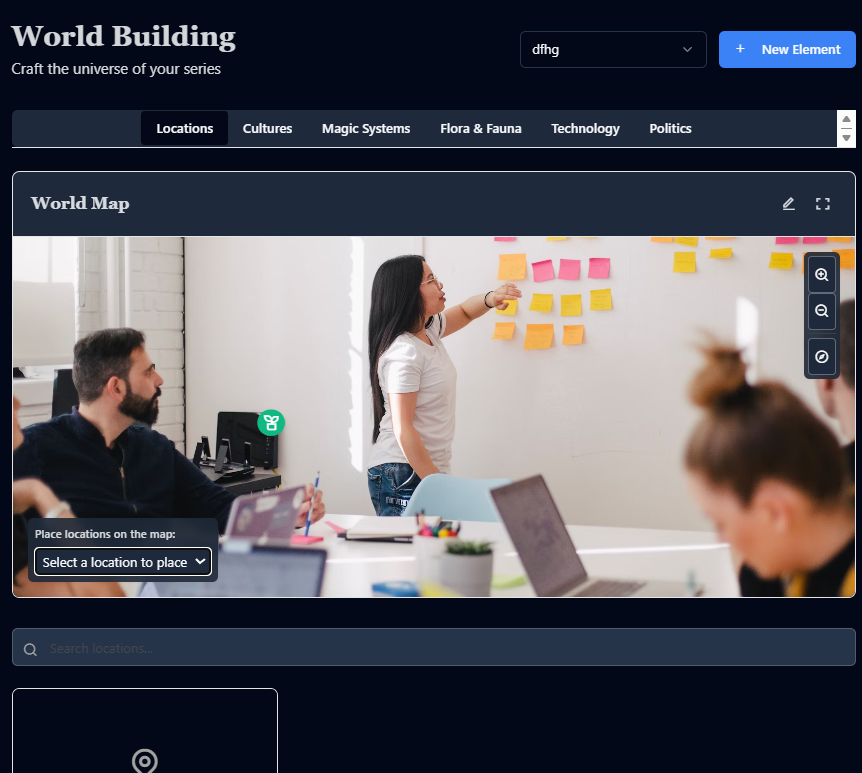 World Building
Craft the universe of your series
dfhg
+ New Element
Locations
Cultures
Magic Systems
Flora & Fauna
Technology
Politics
World Map
Place locations on the map:
Select a location to place
Search locations...